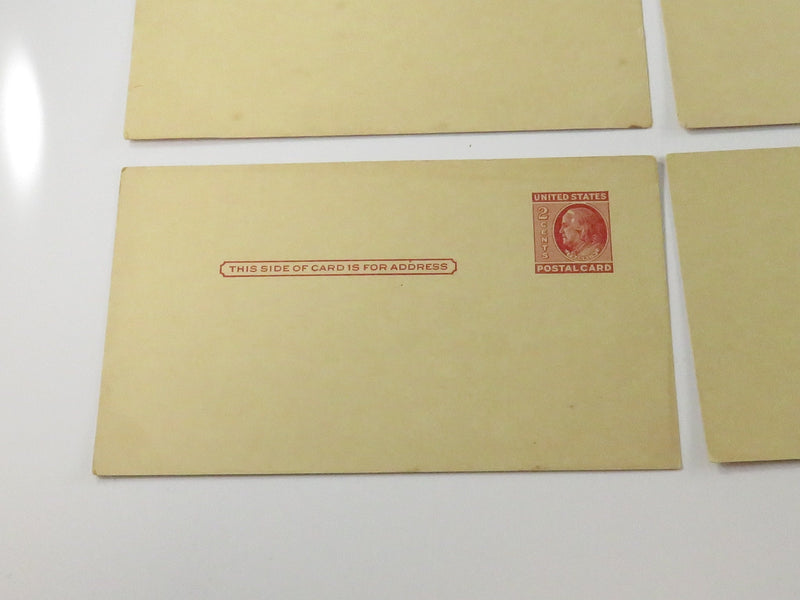 UNITED STATES
2 CENTS
THIS SIDE OF CARD IS FOR ADDRESS
POSTAL CARD